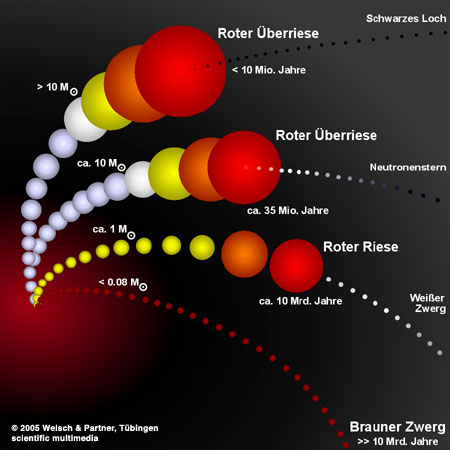 Schwarzes Loch
Roter Überriese
< 10 Mio. Jahre
> 10 M☉
Roter Überriese
ca. 10 M☉
Neutronenstern
ca. 35 Mio. Jahre
ca. 1 M☉
Roter Riese
< 0.08 M☉
ca. 10 Mrd. Jahre
Weißer
Zwerg
Brauner Zwerg
>> 10 Mrd. Jahre
© 2005 Welsch & Partner, Tübingen
scientific multimedia